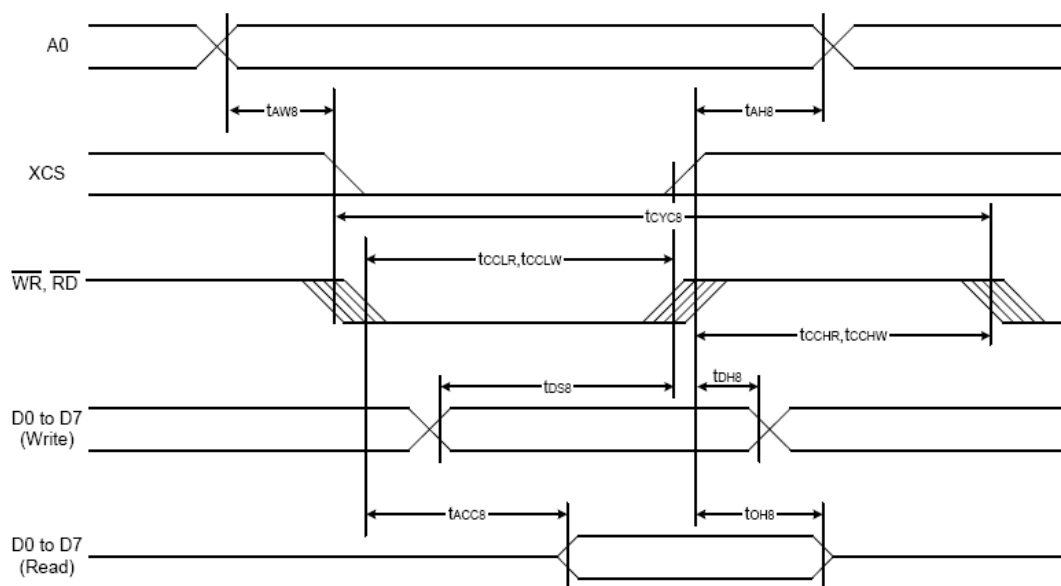 A0
tAW8
tAH8
XCS
tCYC8
tCCLR,tCCLW
WR, RD
tCCHR,tCCHW
tDS8
tDH8
D0 to D7
(Write)
tACC8
tOH8
D0 to D7
(Read)